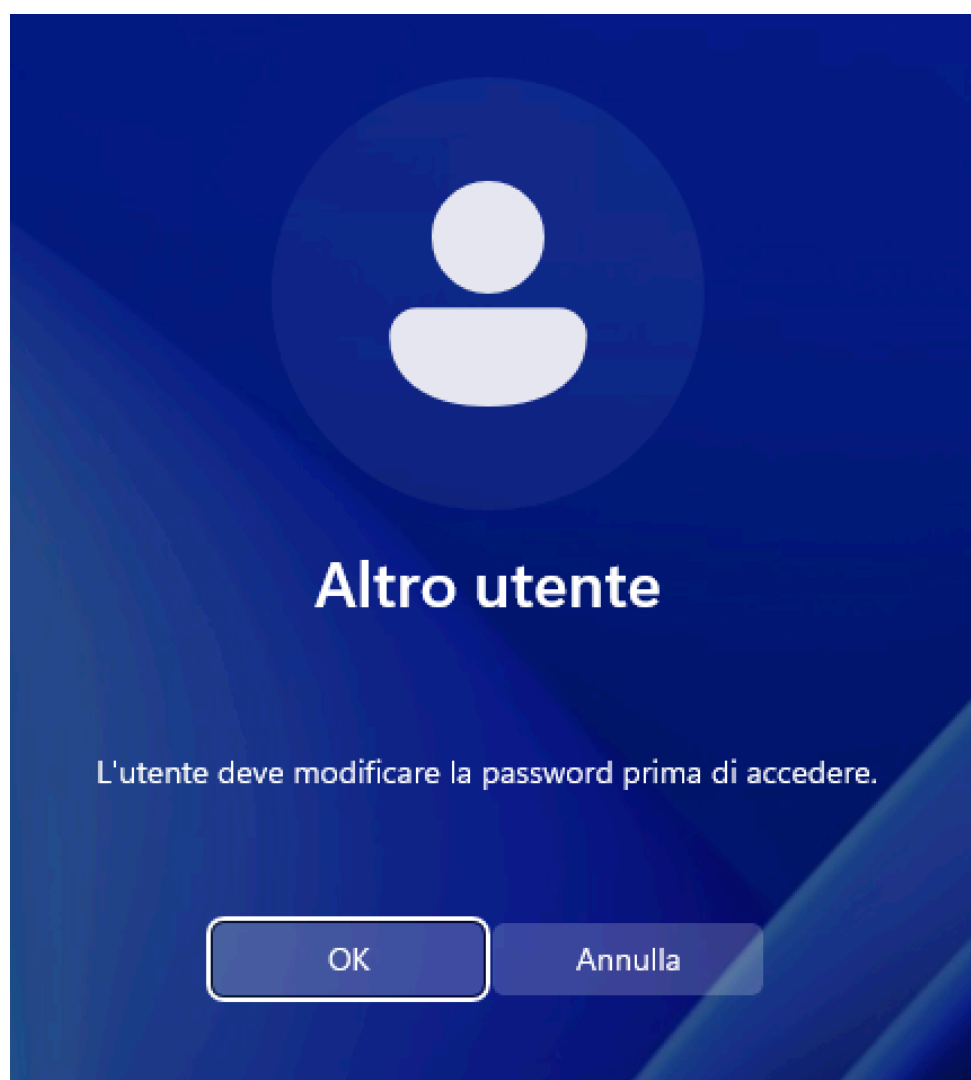 Altro utente
L'utente deve modificare la password prima di accedere.
OK
Annulla